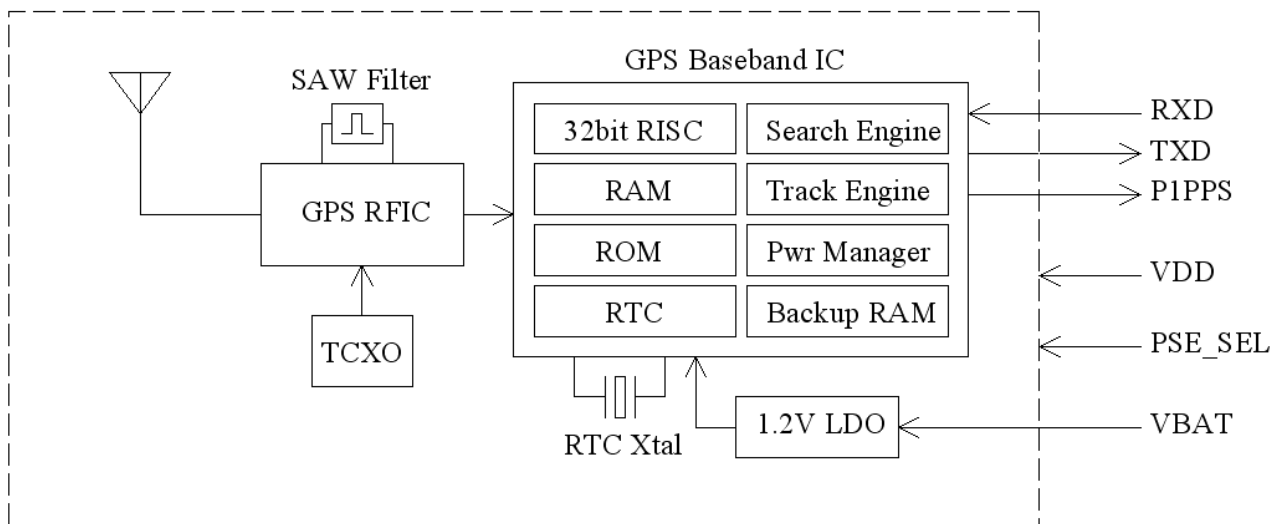 GPS Baseband IC
SAW Filter
32bit RISC
Search Engine
RXD
TXD
RAM
Track Engine
P1PPS
GPS RFIC
ROM
Pwr Manager
VDD
RTC
Backup RAM
TCXO
PSE_SEL
1.2V LDO
VBAT
RTC Xtal